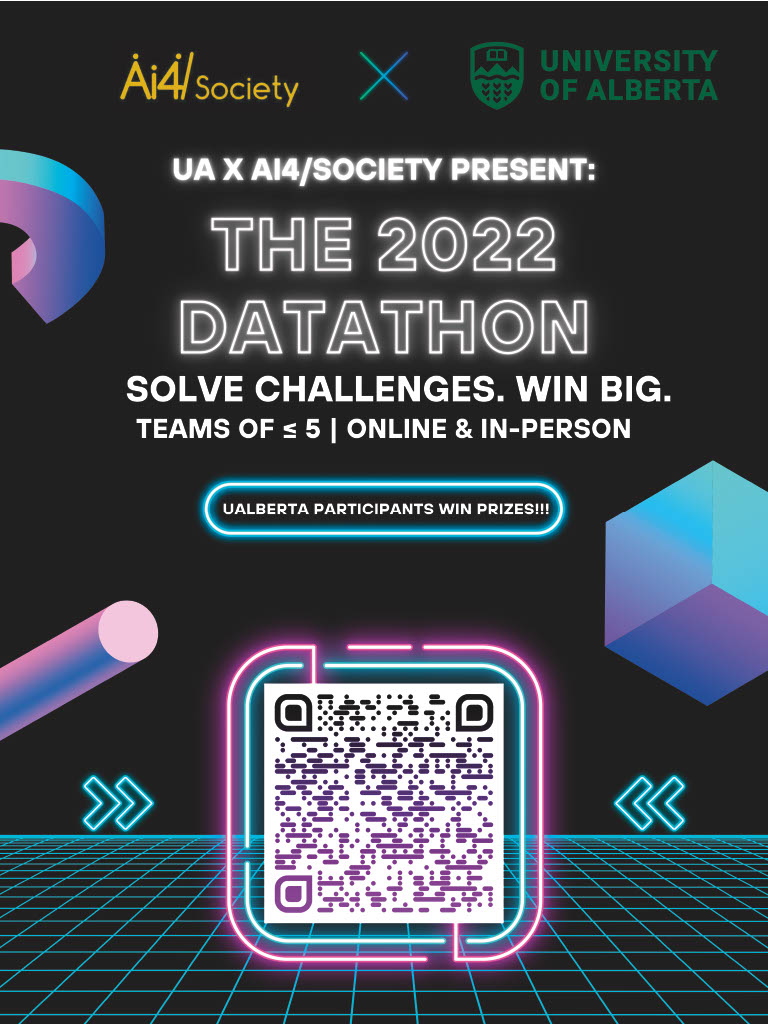 Ai4/Society
UNIVERSITY
OF ALBERTA
UA X AI4/SOCIETY PRESENT:
THE 2022
DATATHON
SOLVE CHALLENGES. WIN BIG.
TEAMS OF ≤ 5 | ONLINE & IN-PERSON
UALBERTA PARTICIPANTS WIN PRIZES!!!